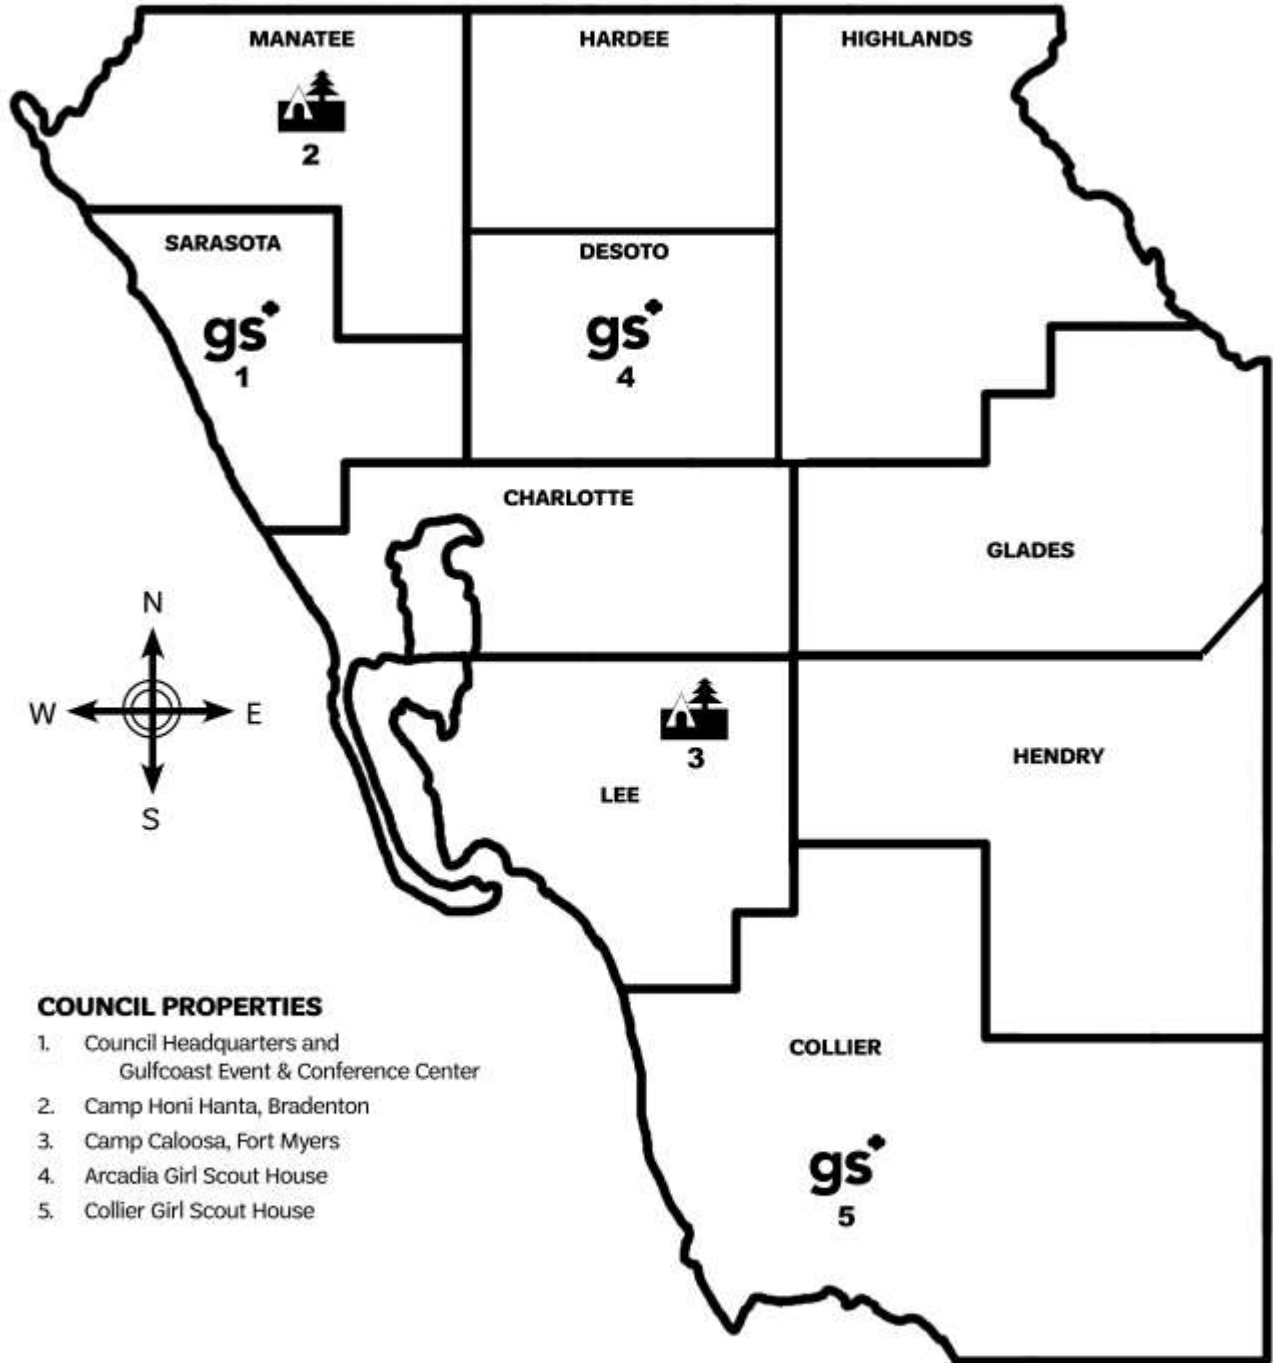 MANATEE
HARDEE
HIGHLANDS
2
SARASOTA
DESOTO
gs
1
gs
4
CHARLOTTE
GLADES
N
W
E
S
3
LEE
HENDRY
COUNCIL PROPERTIES
1. Council Headquarters and
Gulfcoast Event & Conference Center
2. Camp Honi Hanta, Bradenton
3. Camp Caloosa, Fort Myers
4. Arcadia Girl Scout House
5. Collier Girl Scout House
COLLIER
gs
5